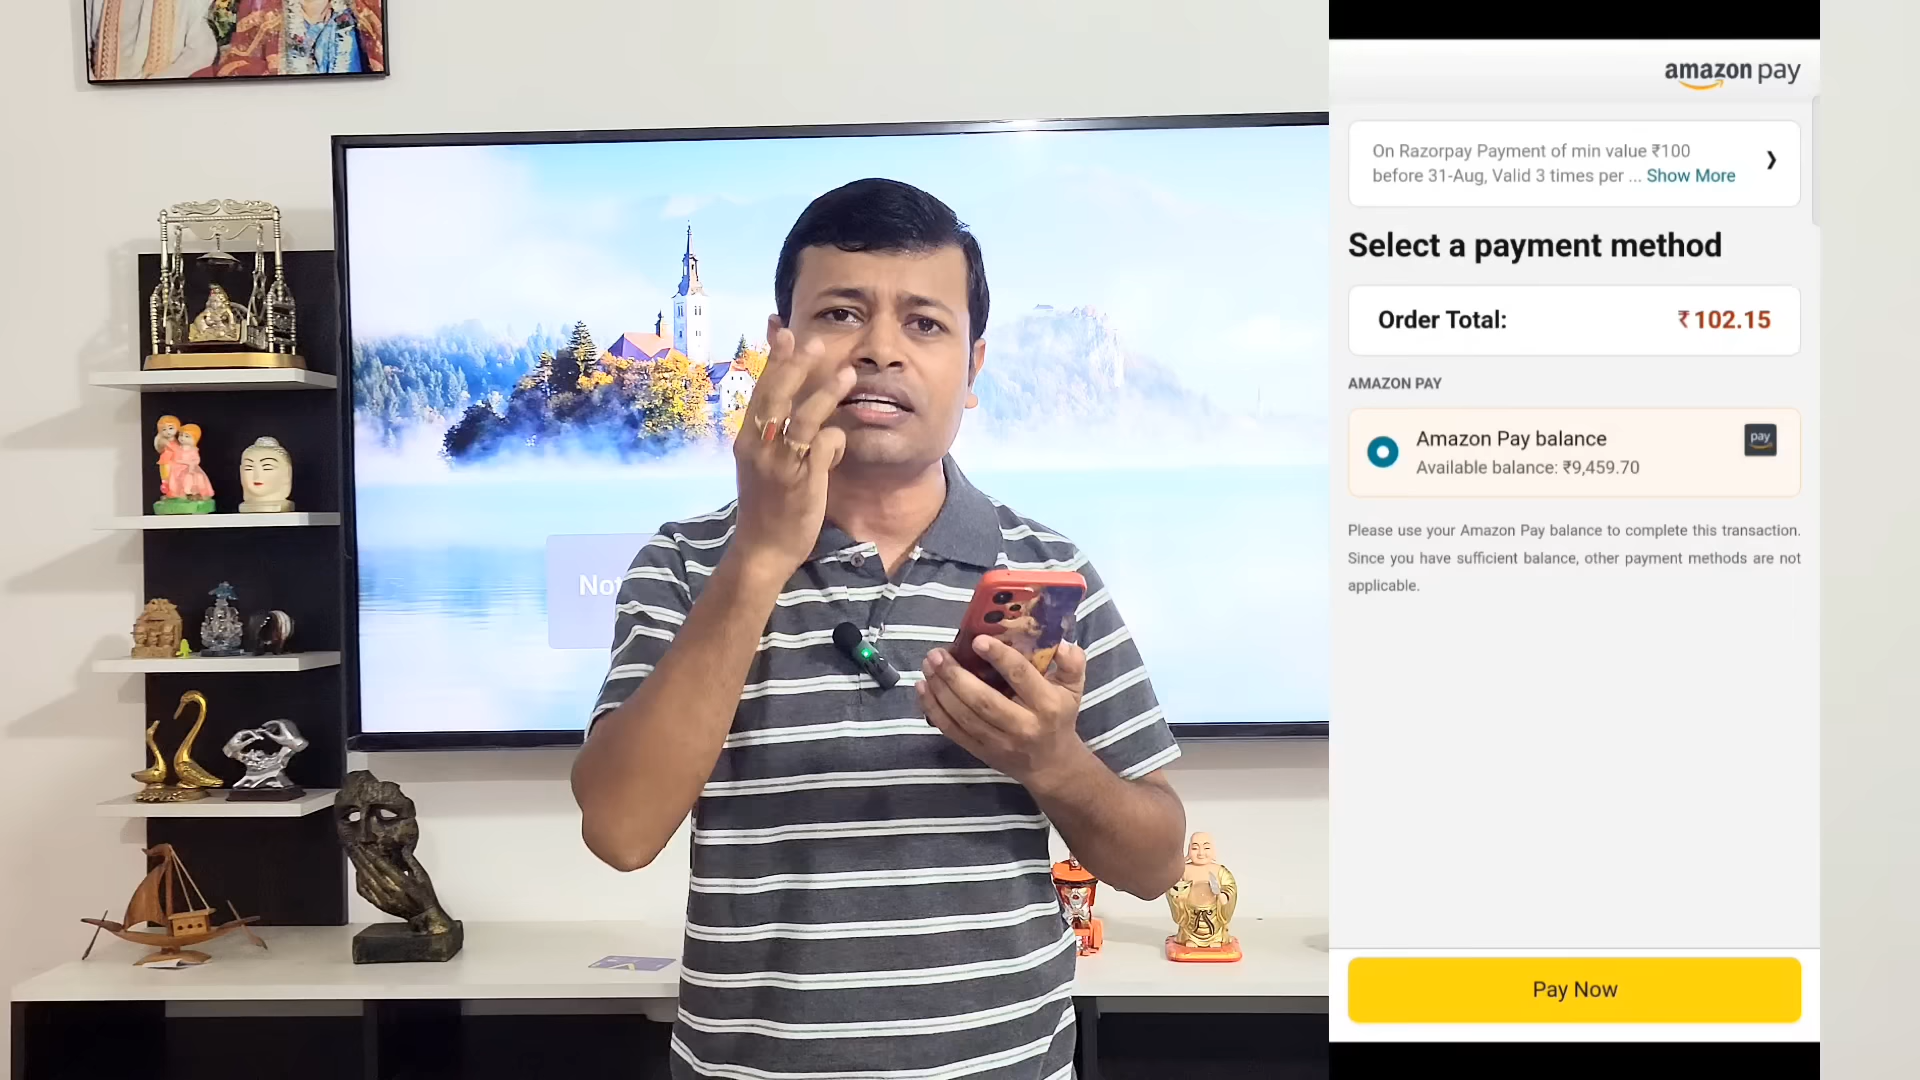 amazon pay
On Razorpay Payment of min value ₹100
before 31-Aug, Valid 3 times per ... Show More
❯
Select a payment method
Order Total: ₹102.15
AMAZON PAY
Amazon Pay balance
pay
Available balance: ₹9,459.70
Please use your Amazon Pay balance to complete this transaction.
Since you have sufficient balance, other payment methods are not
applicable.
Pay Now